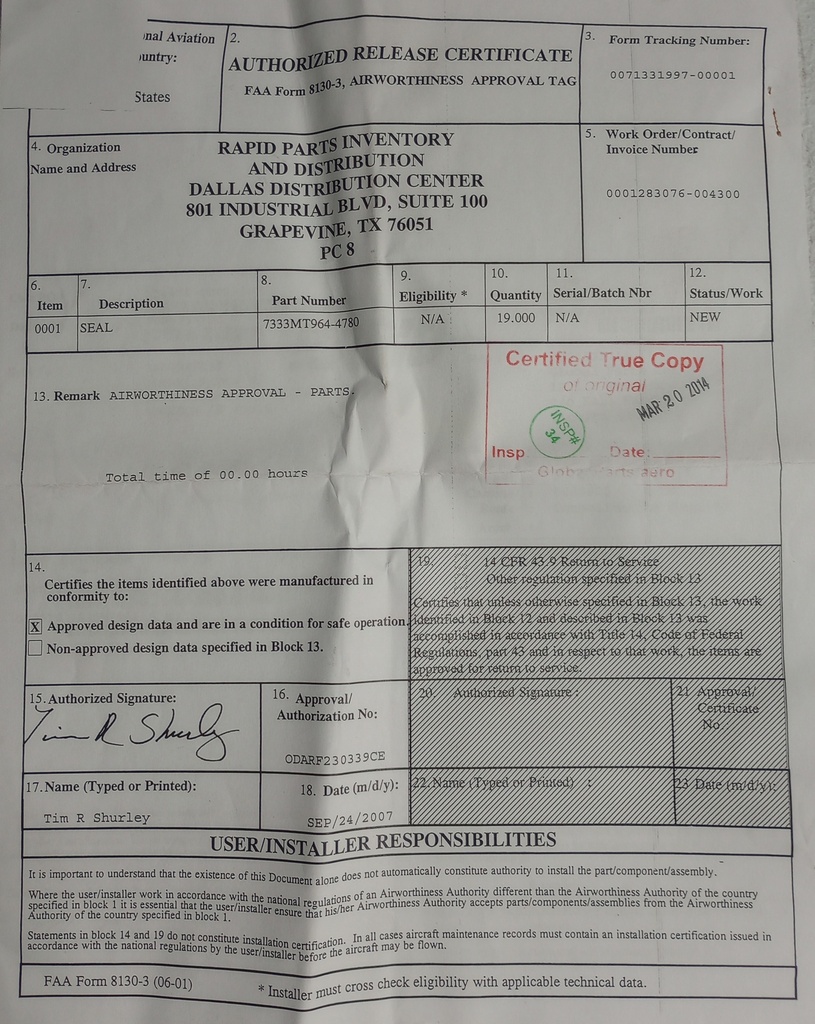 nal Aviation
untry:
States
2.
AUTHORIZED RELEASE CERTIFICATE
FAA Form 8130-3, AIRWORTHINESS APPROVAL TAG
3. Form Tracking Number:
0071331997-00001
4. Organization
Name and Address
RAPID PARTS INVENTORY
AND DISTRIBUTION
DALLAS DISTRIBUTION CENTER
801 INDUSTRIAL BLVD, SUITE 100
GRAPEVINE, TX 76051
PC 8
5. Work Order/Contract/
Invoice Number
0001283076-004300
6. Item
7. Description
8. Part Number
9. Eligibility *
10. Quantity
11. Serial/Batch Nbr
12. Status/Work
0001 SEAL 7333MT964-4780 N/A 19.000 N/A NEW
13. Remark AIRWORTHINESS APPROVAL - PARTS.
Total time of 00.00 hours
Certified True Copy
of original
MAR 20 2014
INSP#
34
Insp Date:
Global Parts aero
14.
Certifies the items identified above were manufactured in
conformity to:
X Approved design data and are in a condition for safe operation.
Non-approved design data specified in Block 13.
19. 14 CFR 43.9 Return to Service
Other regulation specified in Block 13
Certifies that unless otherwise specified in Block 13, the work
identified in Block 12 and described in Block 13 was
accomplished in accordance with Title 14, Code of Federal
Regulations, part 43 and in respect to that work, the items are
approved for return to service.
15. Authorized Signature:
Tim R Shurley
16. Approval/
Authorization No:
ODARF230339CE
20. Authorized Signature:
21 Approval/
Certificate
No
17. Name (Typed or Printed):
Tim R Shurley
18. Date (m/d/y):
SEP/24/2007
22. Name (Typed or Printed) :
23 Date (m/d/y):
USER/INSTALLER RESPONSIBILITIES
It is important to understand that the existence of this Document alone does not automatically constitute authority to install the part/component/assembly.
Where the user/installer work in accordance with the national regulations of an Airworthiness Authority different than the Airworthiness Authority of the country
specified in block 1 it is essential that the user/installer ensure that his/her Airworthiness Authority accepts parts/components/assemblies from the Airworthiness
Authority of the country specified in block 1.
Statements in block 14 and 19 do not constitute installation certification. In all cases aircraft maintenance records must contain an installation certification issued in
accordance with the national regulations by the user/installer before the aircraft may be flown.
FAA Form 8130-3 (06-01)
* Installer must cross check eligibility with applicable technical data.